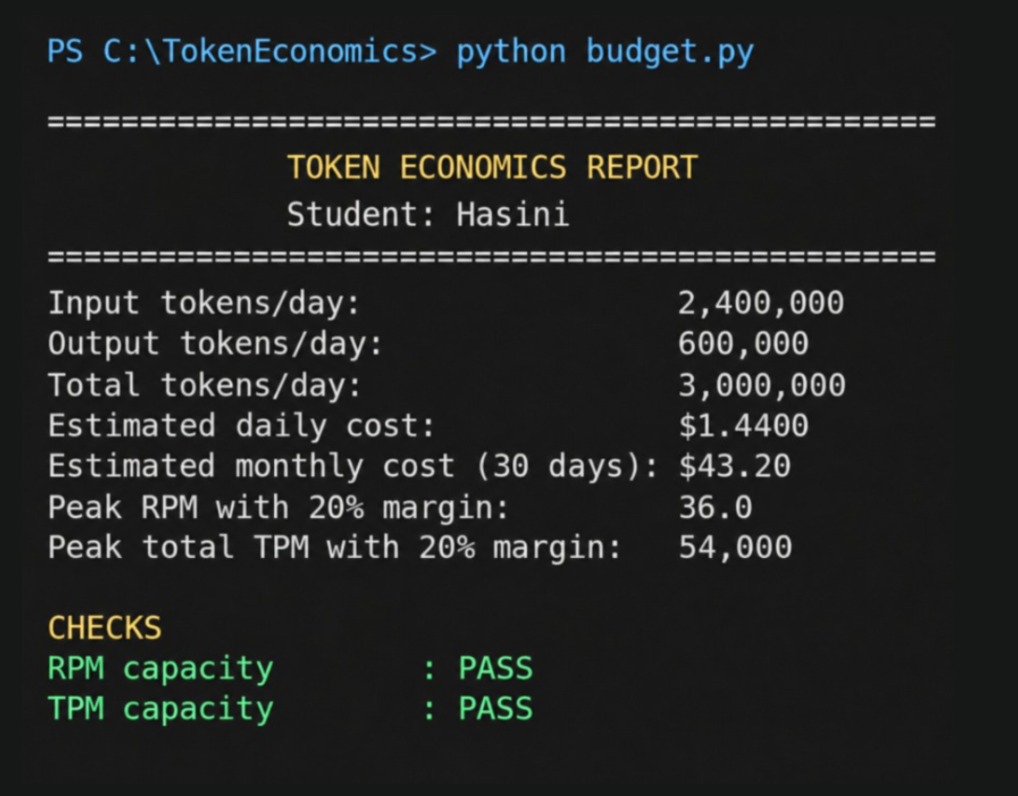 PS C:\TokenEconomics> python budget.py
================================================
TOKEN ECONOMICS REPORT
Student: Hasini
================================================
Input tokens/day: 2,400,000
Output tokens/day: 600,000
Total tokens/day: 3,000,000
Estimated daily cost: $1.4400
Estimated monthly cost (30 days): $43.20
Peak RPM with 20% margin: 36.0
Peak total TPM with 20% margin: 54,000
CHECKS
RPM capacity : PASS
TPM capacity : PASS